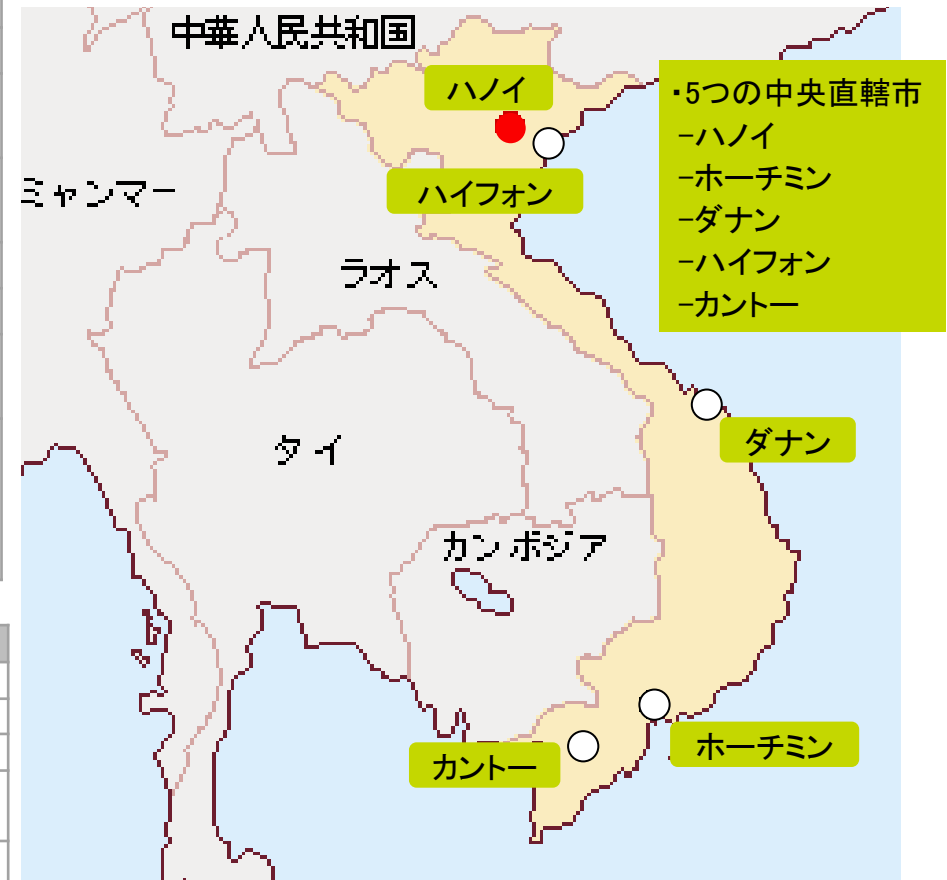 中華人民共和国
ハノイ
・5つの中央直轄市
-ハノイ
-ホーチミン
-ダナン
-ハイフォン
-カントー
ハイフォン
ミャンマー
ラオス
タイ
ダナン
カンボジア
ホーチミン
カントー